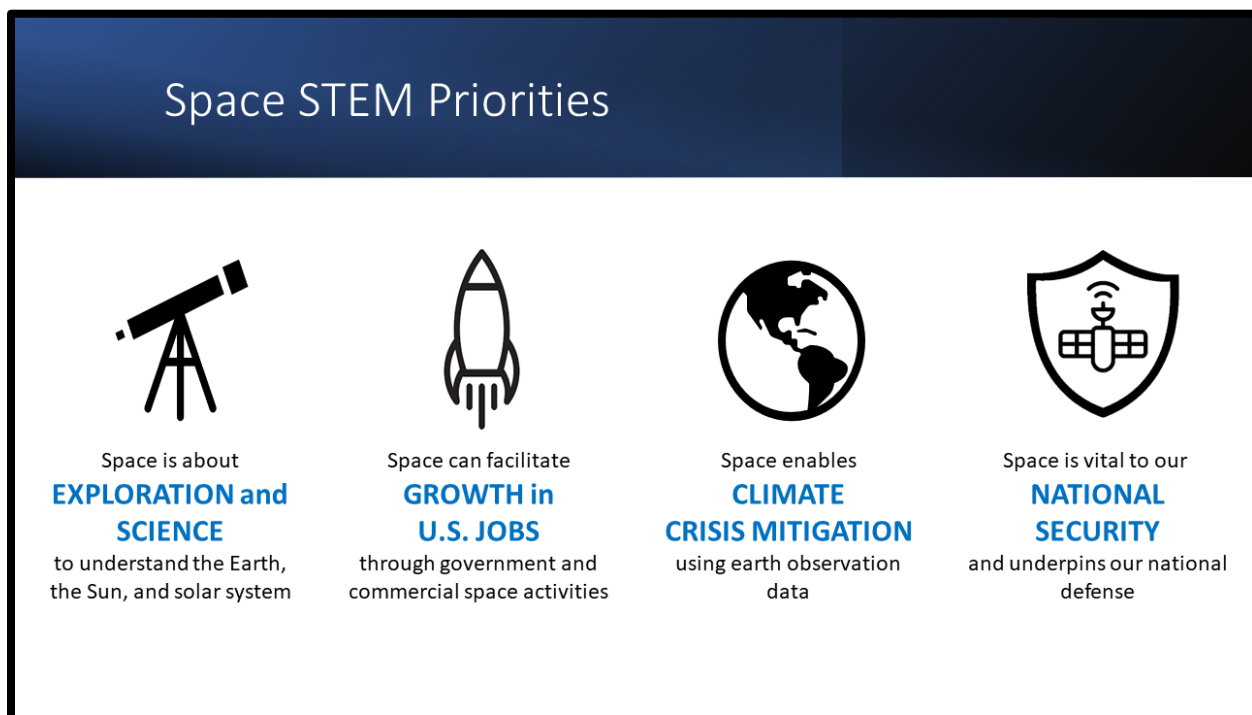 Space STEM Priorities
Space is about
EXPLORATION and
SCIENCE
to understand the Earth,
the Sun, and solar system
Space can facilitate
GROWTH in
U.S. JOBS
through government and
commercial space activities
Space enables
CLIMATE
CRISIS MITIGATION
using earth observation
data
Space is vital to our
NATIONAL
SECURITY
and underpins our national
defense